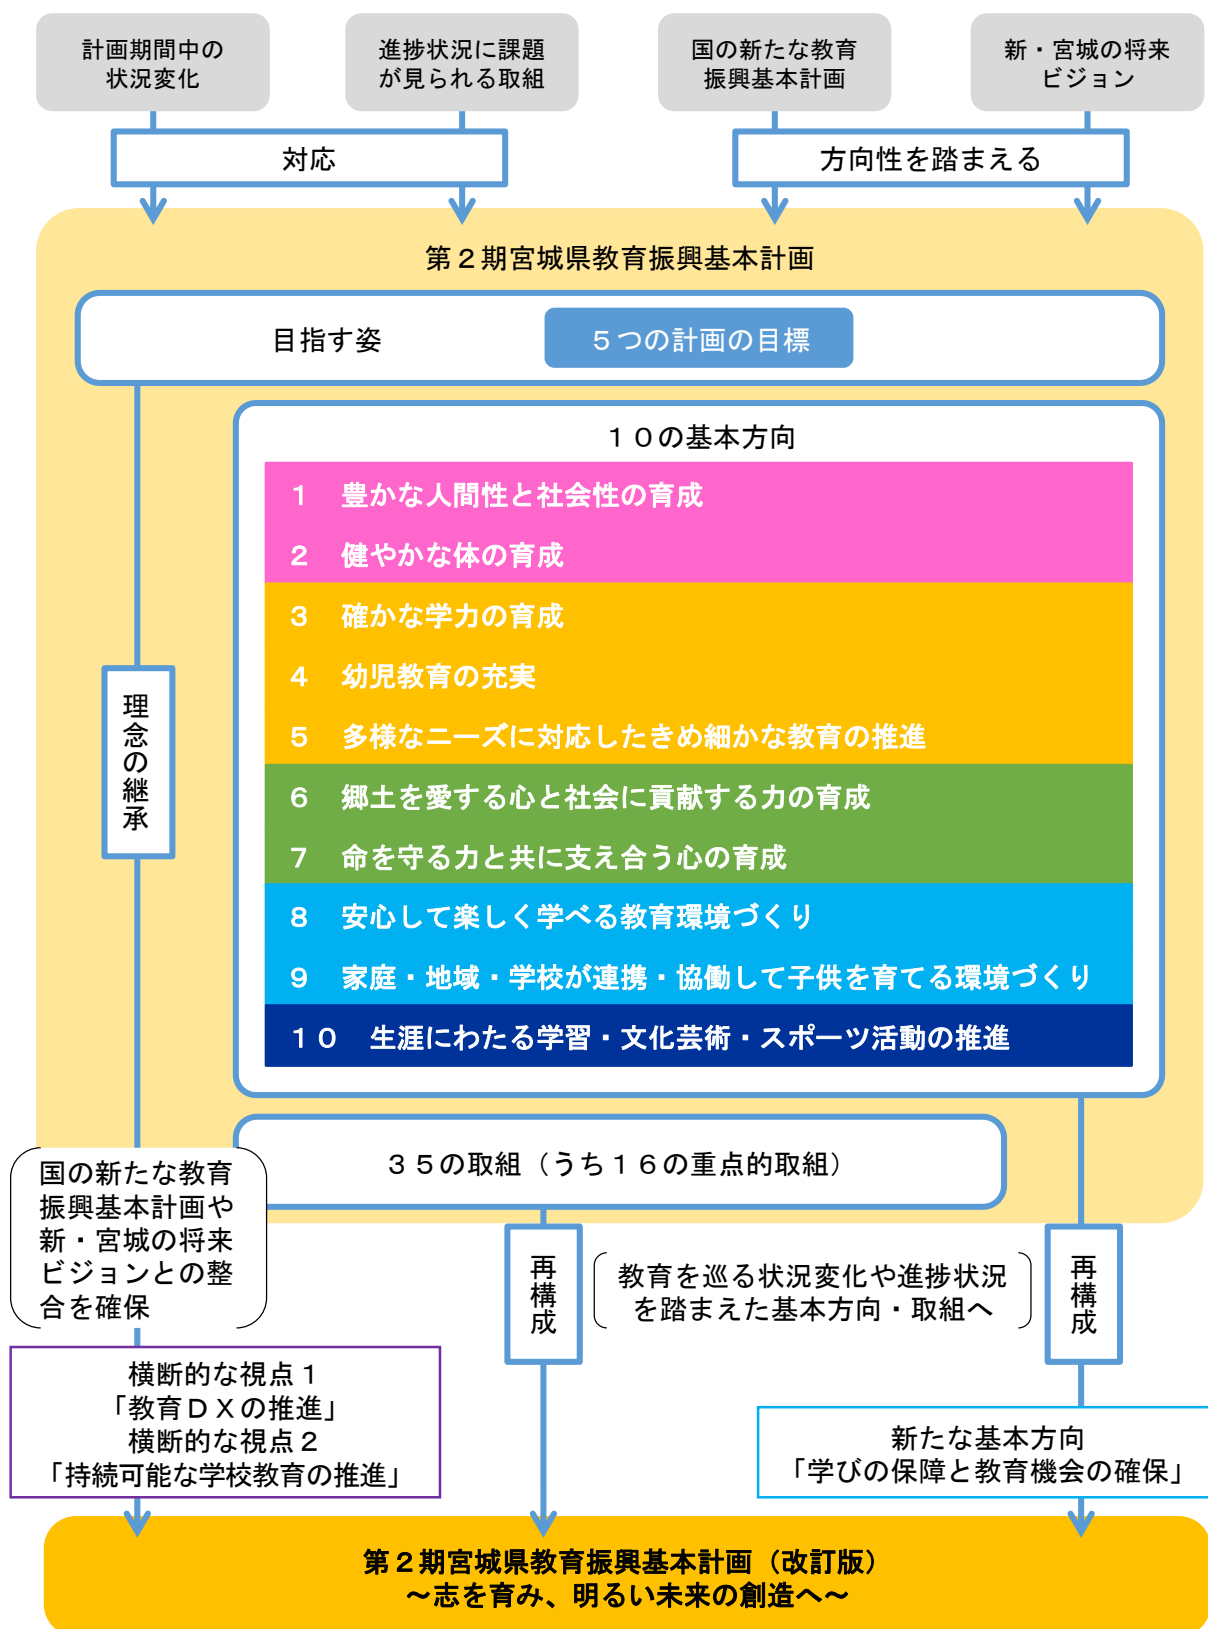 計画期間中の
状況変化
進捗状況に課題
が見られる取組
国の新たな教育
振興基本計画
新・宮城の将来
ビジョン
対応
方向性を踏まえる
第２期宮城県教育振興基本計画
目指す姿
５つの計画の目標
１０の基本方向
１　豊かな人間性と社会性の育成
２　健やかな体の育成
３　確かな学力の育成
４　幼児教育の充実
５　多様なニーズに対応したきめ細かな教育の推進
６　郷土を愛する心と社会に貢献する力の育成
７　命を守る力と共に支え合う心の育成
８　安心して楽しく学べる教育環境づくり
９　家庭・地域・学校が連携・協働して子供を育てる環境づくり
１０　生涯にわたる学習・文化芸術・スポーツ活動の推進
理念の継承
３５の取組（うち１６の重点的取組）
国の新たな教育
振興基本計画や
新・宮城の将来
ビジョンとの整
合を確保
再構成
教育を巡る状況変化や進捗状況
を踏まえた基本方向・取組へ
再構成
横断的な視点１
「教育ＤＸの推進」
横断的な視点２
「持続可能な学校教育の推進」
新たな基本方向
「学びの保障と教育機会の確保」
第２期宮城県教育振興基本計画（改訂版）
～志を育み、明るい未来の創造へ～